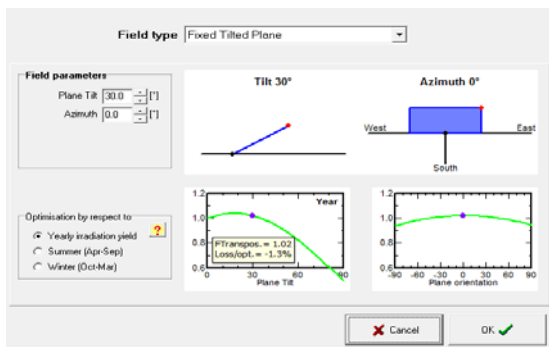 Field type Fixed Tilted Plane
Field parameters
Plane Tilt 30.0 [°]
Azimuth 0.0 [°]
Tilt 30°
Azimuth 0°
West
East
South
Optimisation by respect to
Yearly irradiation yield
Summer (Apr-Sep)
Winter (Oct-Mar)
?
1.2
1.0
0.8
0.6
0 30 60 90
Plane Tilt
Year
FTranspos.= 1.02
Loss/opt.= -1.3%
1.2
1.0
0.8
0.6
-90 -60 -30 0 30 60 90
Plane orientation
Cancel
OK